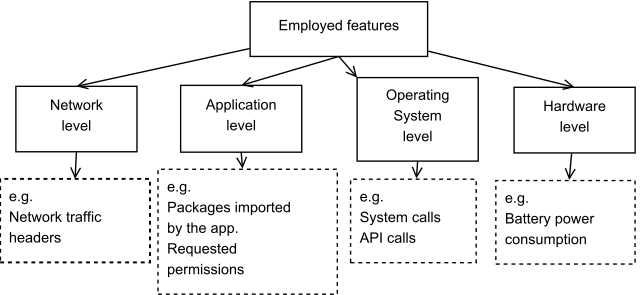 Employed features
Network
level
Application
level
Operating
System
level
Hardware
level
e.g.
Network traffic
headers
e.g.
Packages imported
by the app.
Requested
permissions
e.g.
System calls
API calls
e.g.
Battery power
consumption